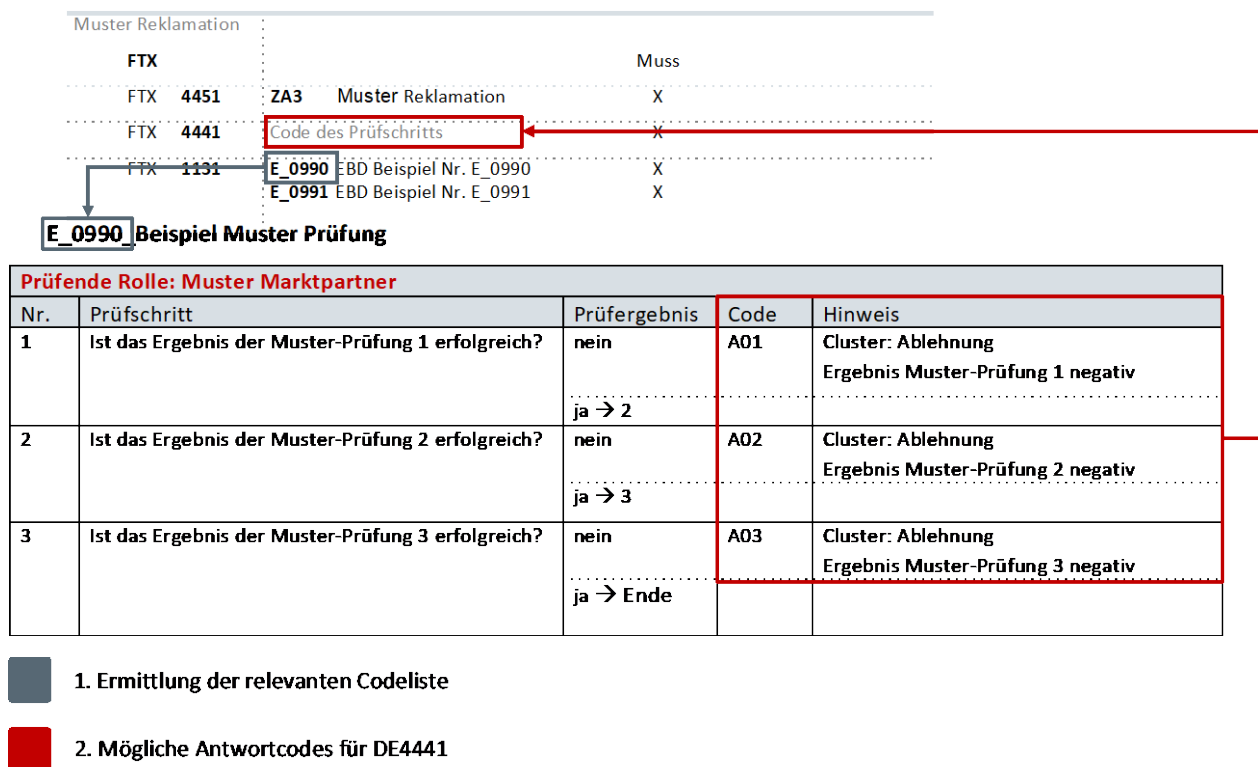 Muster Reklamation
FTX Muss
FTX 4451 ZA3 Muster Reklamation X
FTX 4441 Code des Prüfschritts X
FTX 1131 E_0990 EBD Beispiel Nr. E_0990 X
E_0991 EBD Beispiel Nr. E_0991 X
E_0990_Beispiel Muster Prüfung
Prüfende Rolle: Muster Marktpartner
Nr. Prüfschritt Prüfergebnis Code Hinweis
1 Ist das Ergebnis der Muster-Prüfung 1 erfolgreich? nein A01 Cluster: Ablehnung
Ergebnis Muster-Prüfung 1 negativ
ja → 2
2 Ist das Ergebnis der Muster-Prüfung 2 erfolgreich? nein A02 Cluster: Ablehnung
Ergebnis Muster-Prüfung 2 negativ
ja → 3
3 Ist das Ergebnis der Muster-Prüfung 3 erfolgreich? nein A03 Cluster: Ablehnung
Ergebnis Muster-Prüfung 3 negativ
ja → Ende
1. Ermittlung der relevanten Codeliste
2. Mögliche Antwortcodes für DE4441